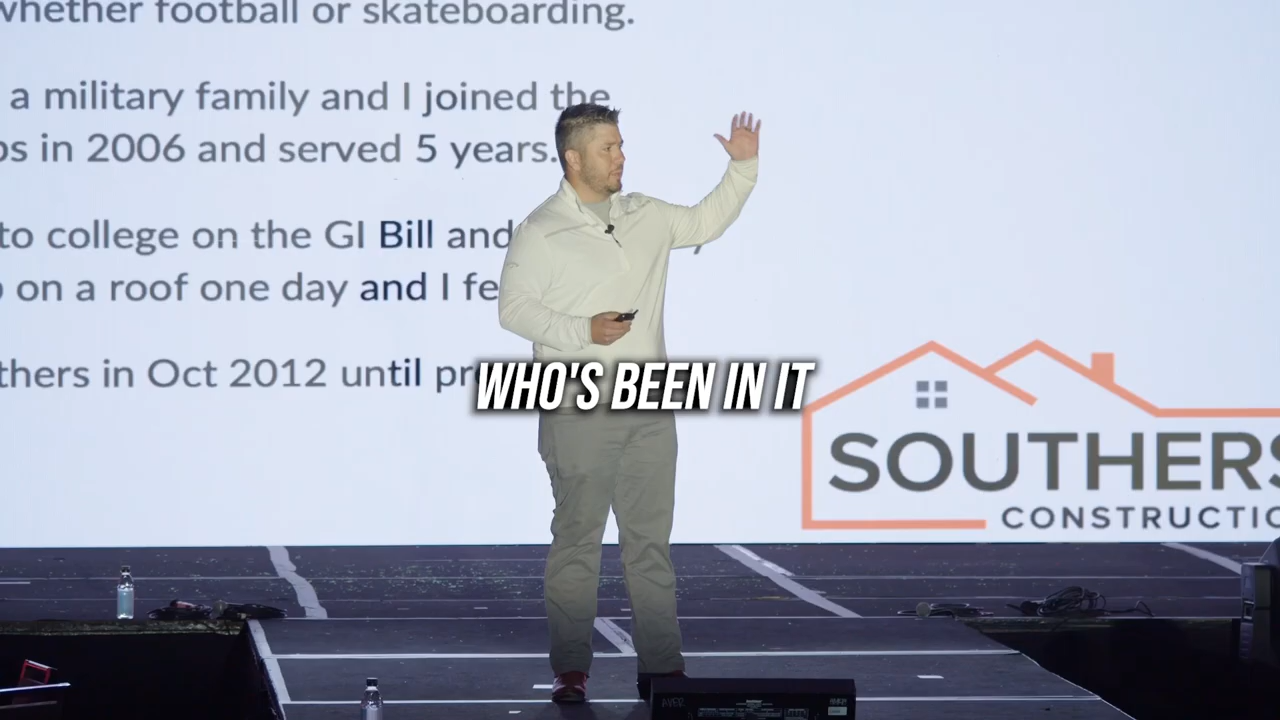 whether football or skateboarding.
a military family and I joined the
ps in 2006 and served 5 years.
to college on the GI Bill and
on a roof one day and I fe
thers in Oct 2012 until pr
WHO'S BEEN IN IT
SOUTHERS
CONSTRUCTIO